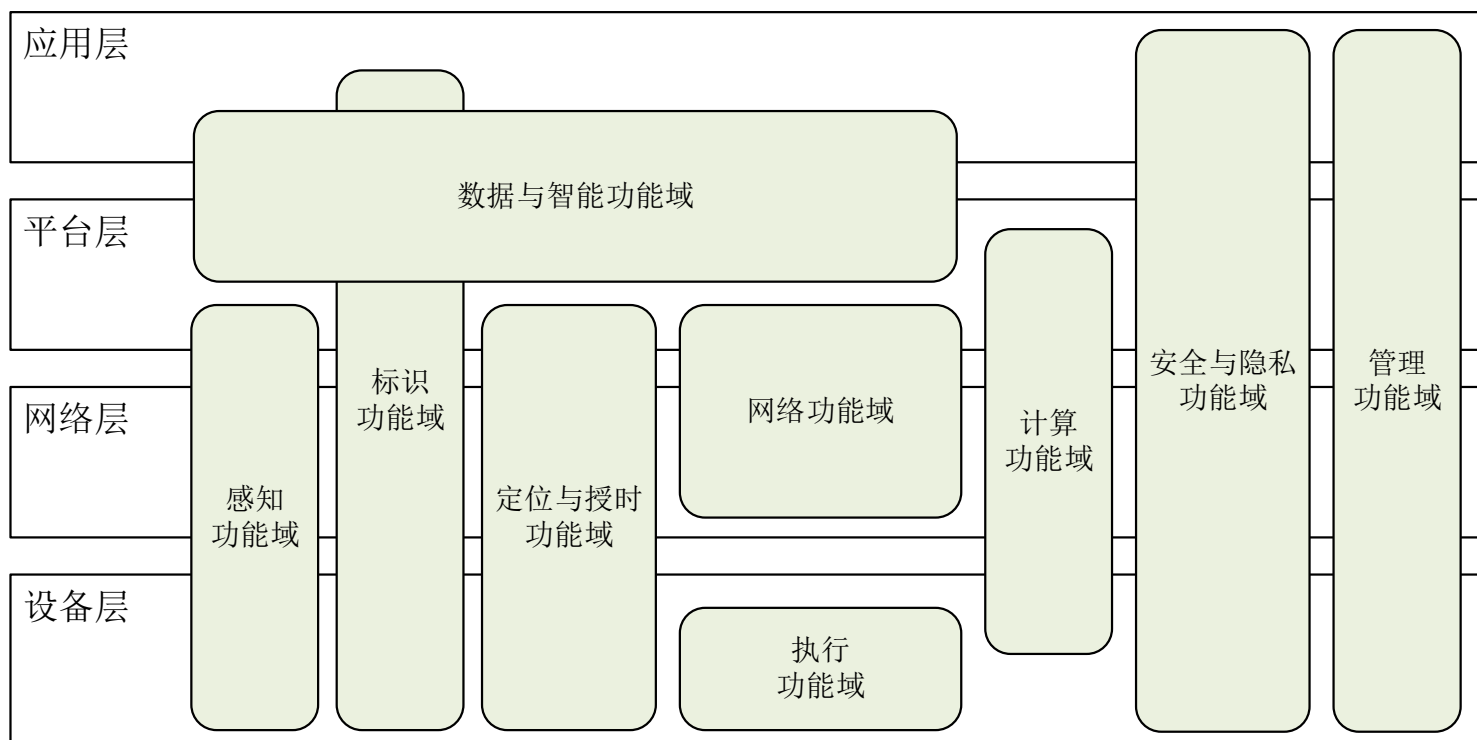 应用层
数据与智能功能域
平台层
标识
功能域
网络功能域
安全与隐私
功能域
管理
功能域
网络层
计算
功能域
感知
功能域
定位与授时
功能域
设备层
执行
功能域